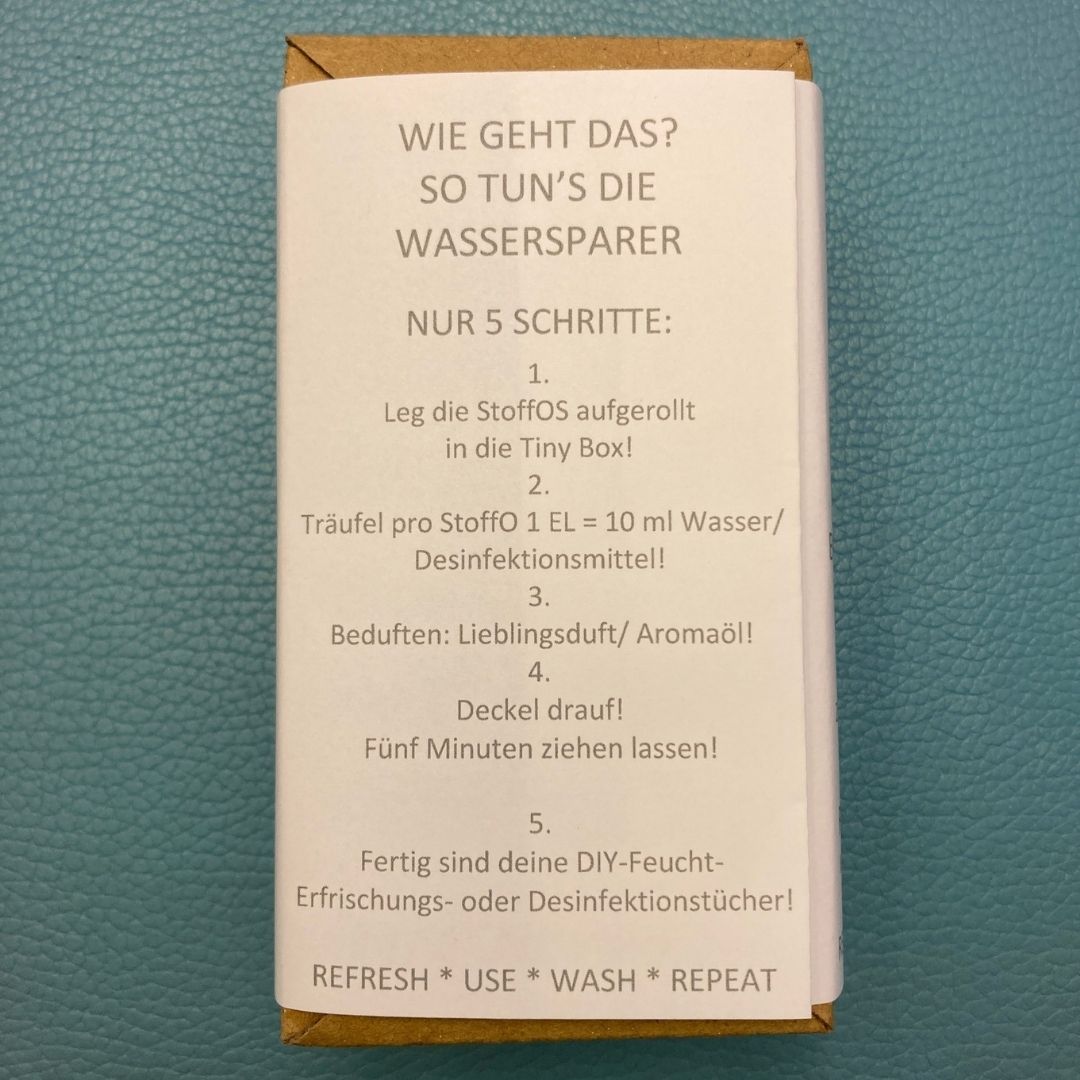 WIE GEHT DAS?
SO TUN'S DIE
WASSERSPARER
NUR 5 SCHRITTE:
1.
Leg die StoffOS aufgerollt
in die Tiny Box!
2.
Träufel pro StoffO 1 EL = 10 ml Wasser/
Desinfektionsmittel!
3.
Beduften: Lieblingsduft/ Aromaöl!
4.
Deckel drauf!
Fünf Minuten ziehen lassen!
5.
Fertig sind deine DIY-Feucht-
Erfrischungs- oder Desinfektionstücher!
REFRESH * USE * WASH * REPEAT